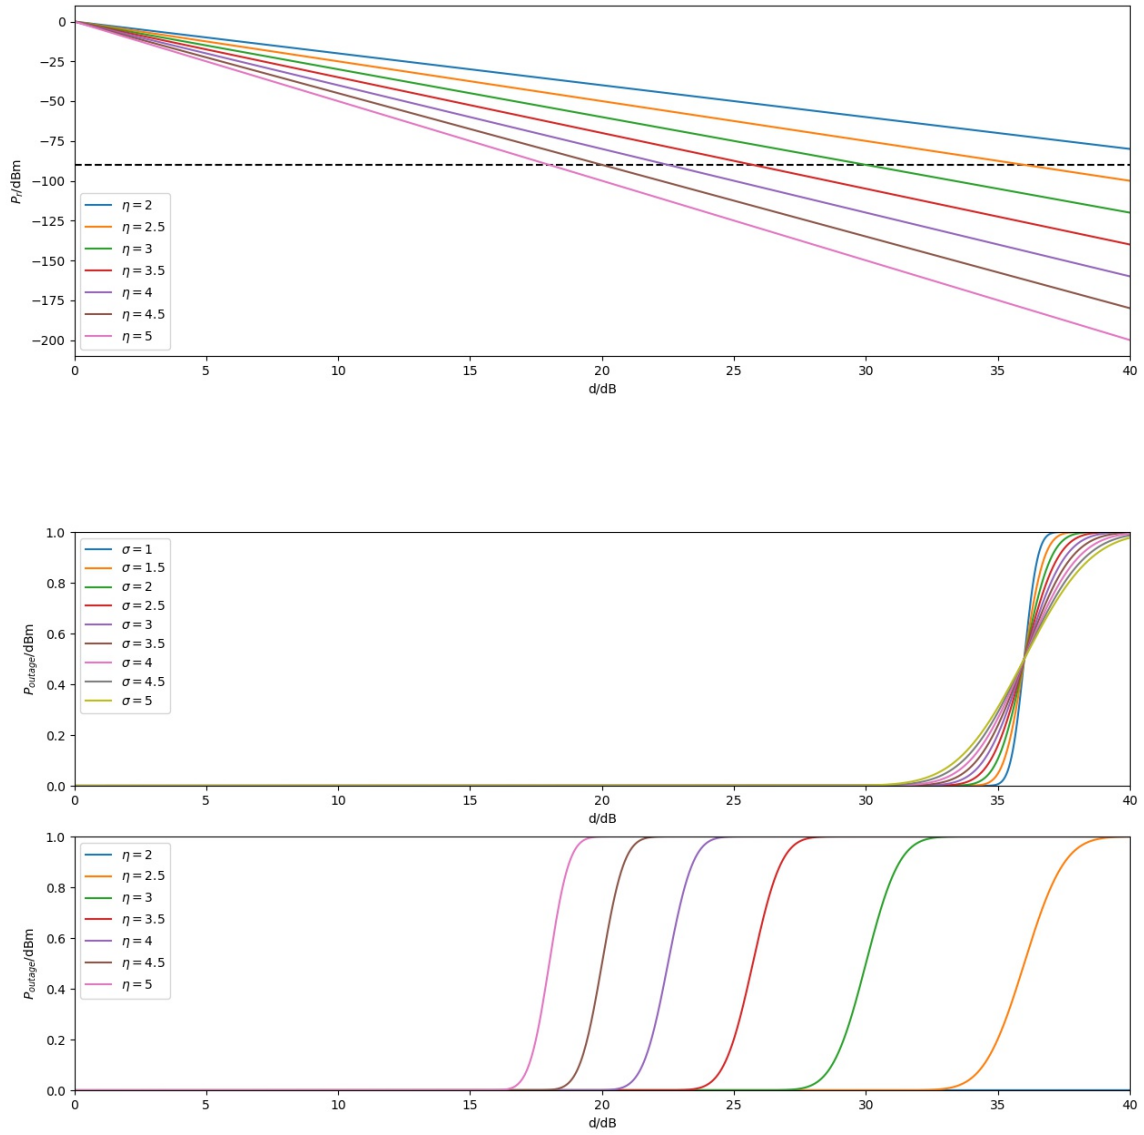 0
−25
−50
−75
−100
−125
−150
−175
−200
P_r/dBm
η = 2
η = 2.5
η = 3
η = 3.5
η = 4
η = 4.5
η = 5
0 5 10 15 20 25 30 35 40
d/dB
1.0
0.8
0.6
0.4
0.2
0.0
P_outage/dBm
σ = 1
σ = 1.5
σ = 2
σ = 2.5
σ = 3
σ = 3.5
σ = 4
σ = 4.5
σ = 5
0 5 10 15 20 25 30 35 40
d/dB
1.0
0.8
0.6
0.4
0.2
0.0
P_outage/dBm
η = 2
η = 2.5
η = 3
η = 3.5
η = 4
η = 4.5
η = 5
0 5 10 15 20 25 30 35 40
d/dB